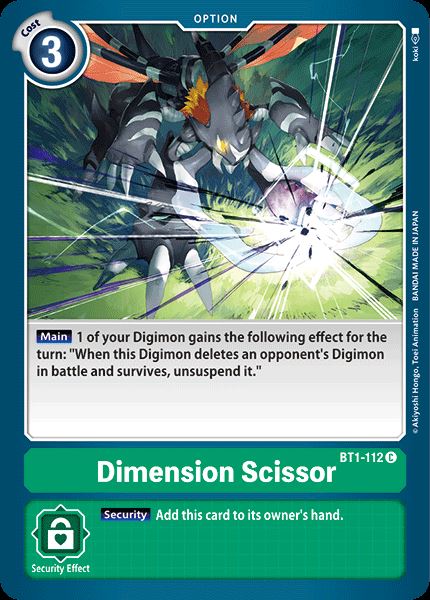 OPTION
Cost
3
koki
Main 1 of your Digimon gains the following effect for the
turn: "When this Digimon deletes an opponent's Digimon
in battle and survives, unsuspend it."
© Akiyoshi Hongo, Toei Animation BANDAI MADE IN JAPAN
BT1-112 C
Dimension Scissor
Security Add this card to its owner's hand.
Security Effect